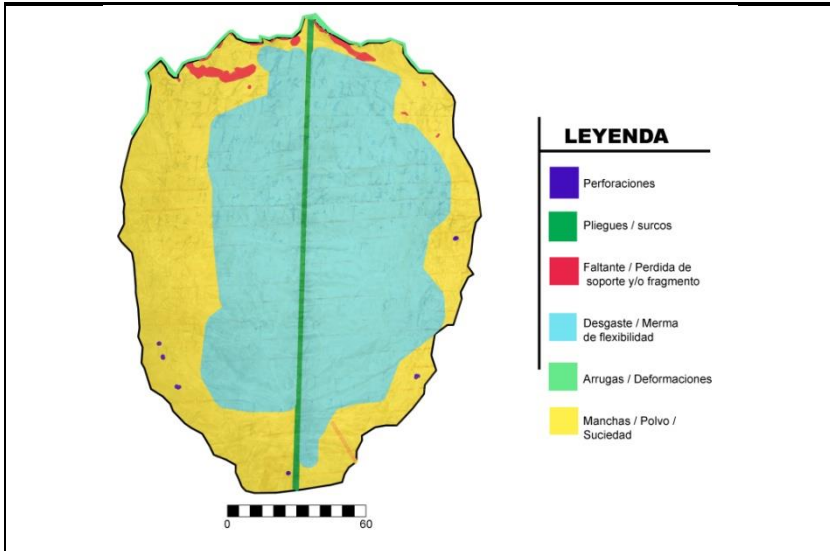 LEYENDA
Perforaciones
Pliegues / surcos
Faltante / Perdida de
soporte y/o fragmento
Desgaste / Merma
de flexibilidad
Arrugas / Deformaciones
Manchas / Polvo /
Suciedad
0 60